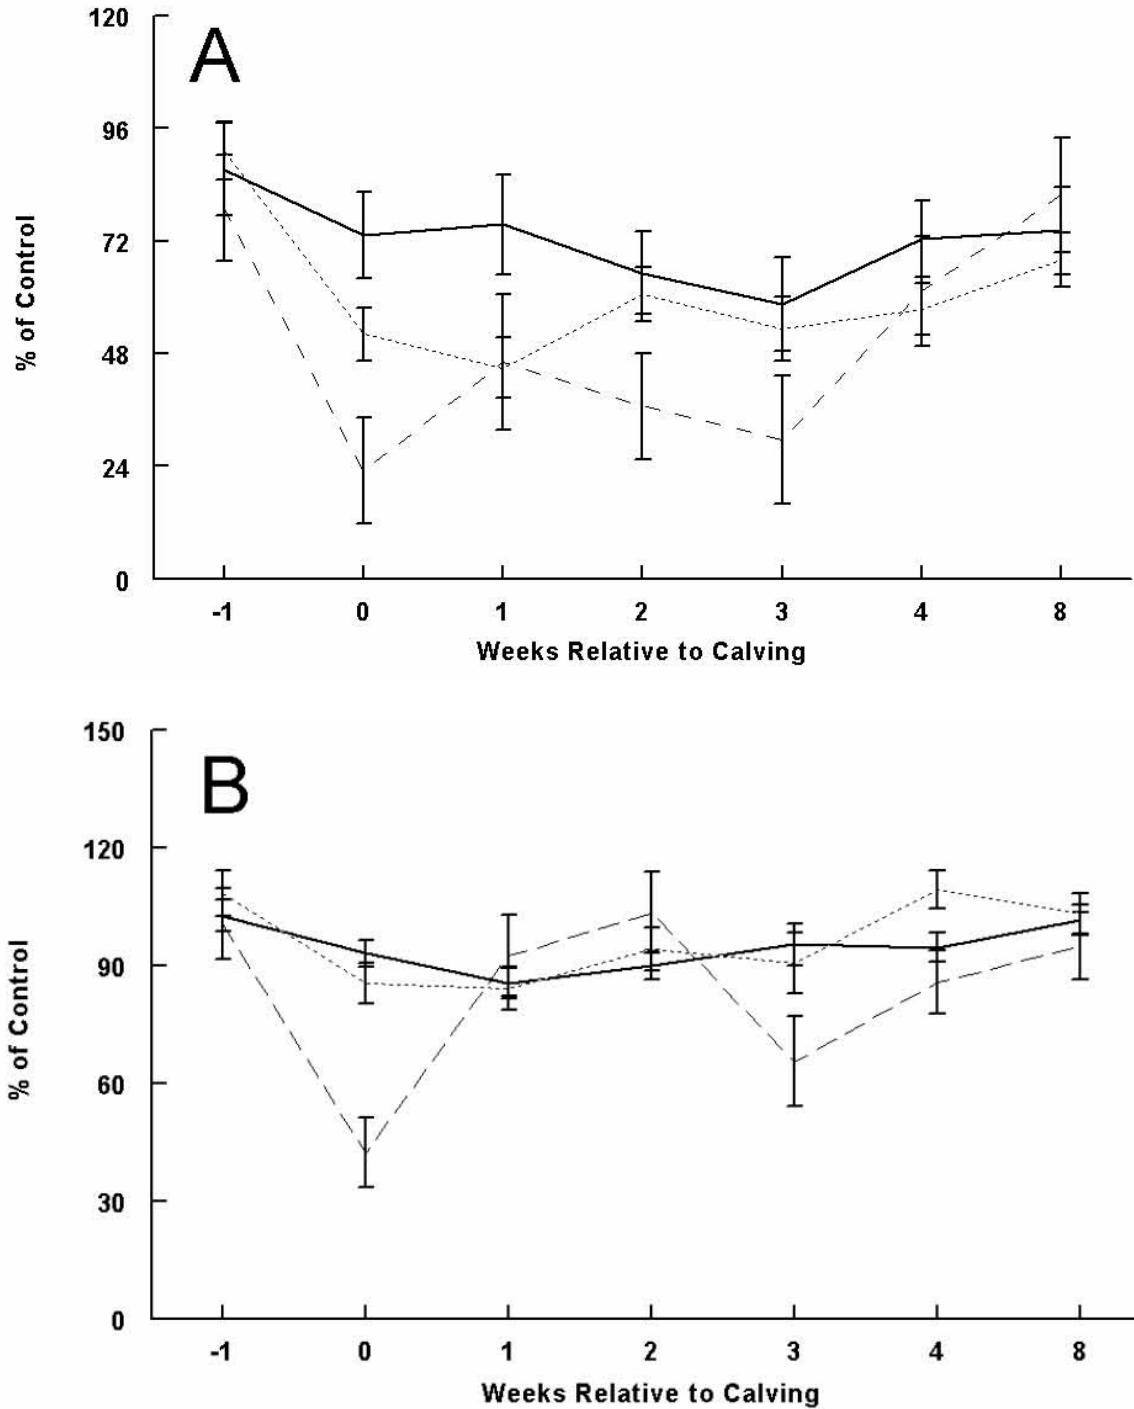 120
A
96
72
% of Control
48
24
0
-1 0 1 2 3 4 8
Weeks Relative to Calving
150
B
120
90
% of Control
60
30
0
-1 0 1 2 3 4 8
Weeks Relative to Calving